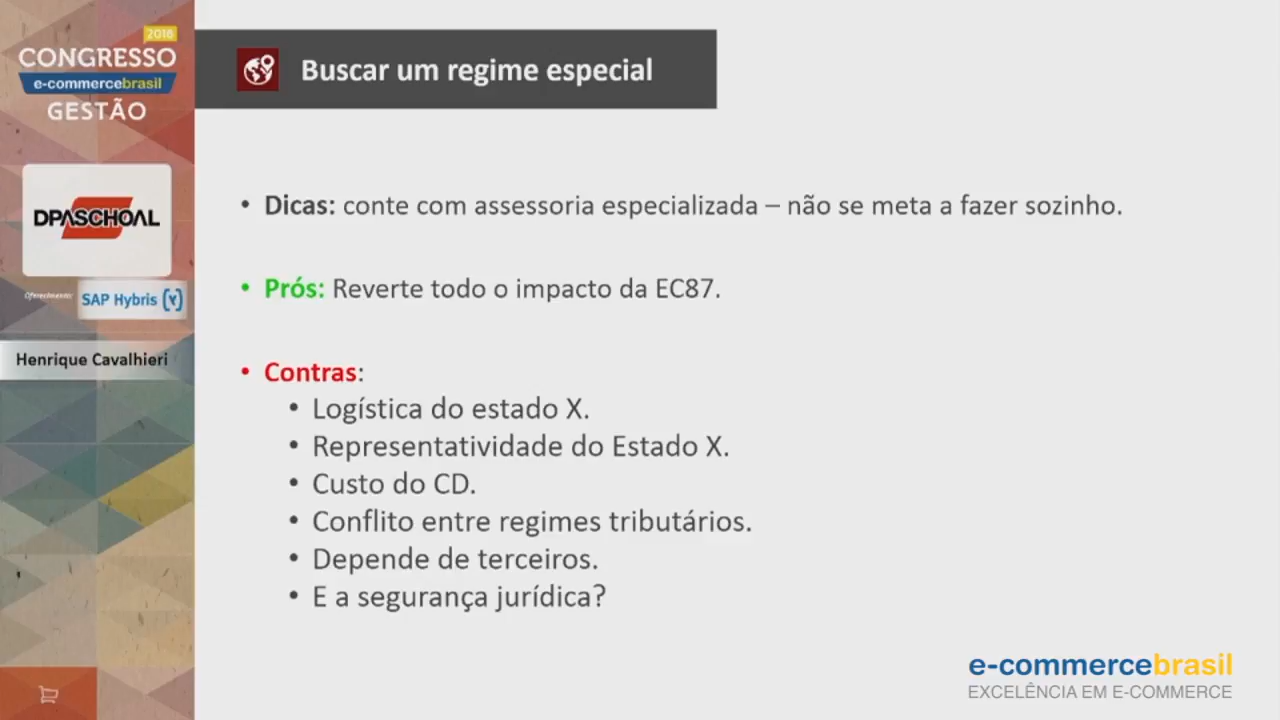 2016
CONGRESSO
e-commercebrasil
GESTÃO
DPASCHOAL
Oferecimento:
SAP Hybris (Y)
Henrique Cavalhieri
Buscar um regime especial
• Dicas: conte com assessoria especializada – não se meta a fazer sozinho.
• Prós: Reverte todo o impacto da EC87.
• Contras:
• Logística do estado X.
• Representatividade do Estado X.
• Custo do CD.
• Conflito entre regimes tributários.
• Depende de terceiros.
• E a segurança jurídica?
e-commercebrasil
EXCELÊNCIA EM E-COMMERCE